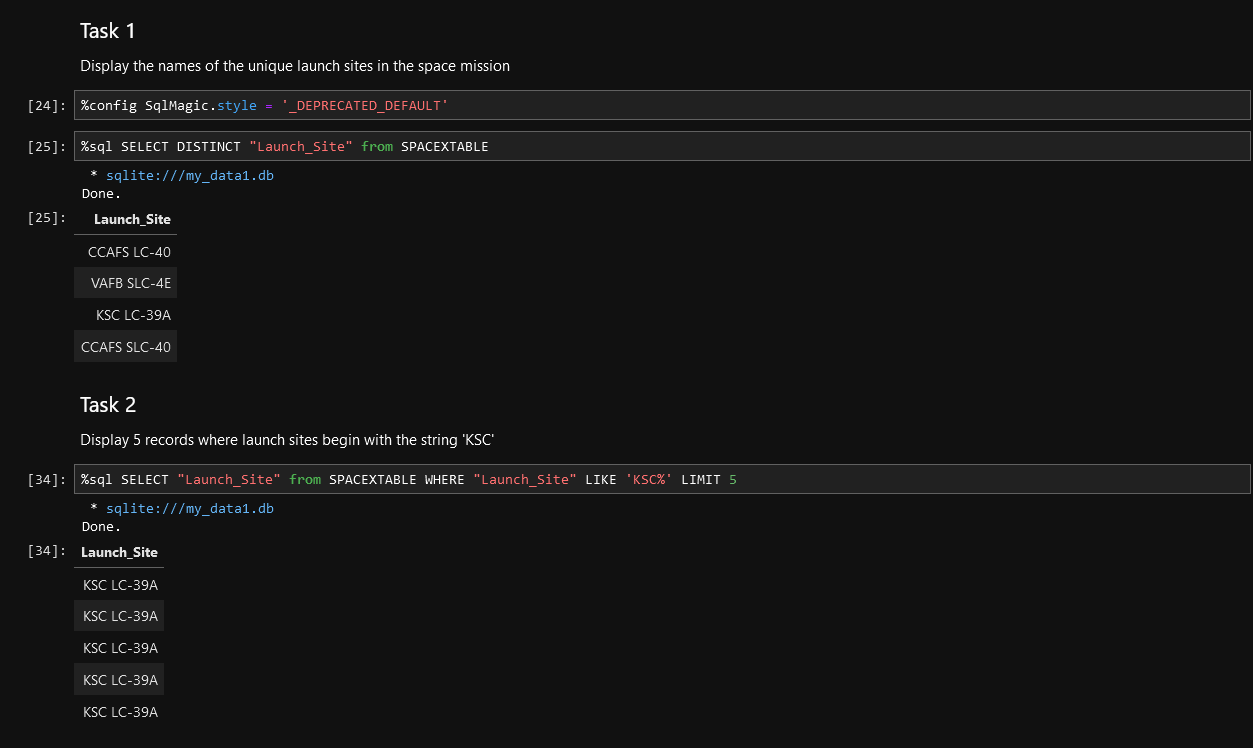 Task 1
Display the names of the unique launch sites in the space mission
[24]: %config SqlMagic.style = '_DEPRECATED_DEFAULT'
[25]: %sql SELECT DISTINCT "Launch_Site" from SPACEXTABLE
* sqlite:///my_data1.db
Done.
[25]: Launch_Site
CCAFS LC-40
VAFB SLC-4E
KSC LC-39A
CCAFS SLC-40
Task 2
Display 5 records where launch sites begin with the string 'KSC'
[34]: %sql SELECT "Launch_Site" from SPACEXTABLE WHERE "Launch_Site" LIKE 'KSC%' LIMIT 5
* sqlite:///my_data1.db
Done.
[34]: Launch_Site
KSC LC-39A
KSC LC-39A
KSC LC-39A
KSC LC-39A
KSC LC-39A